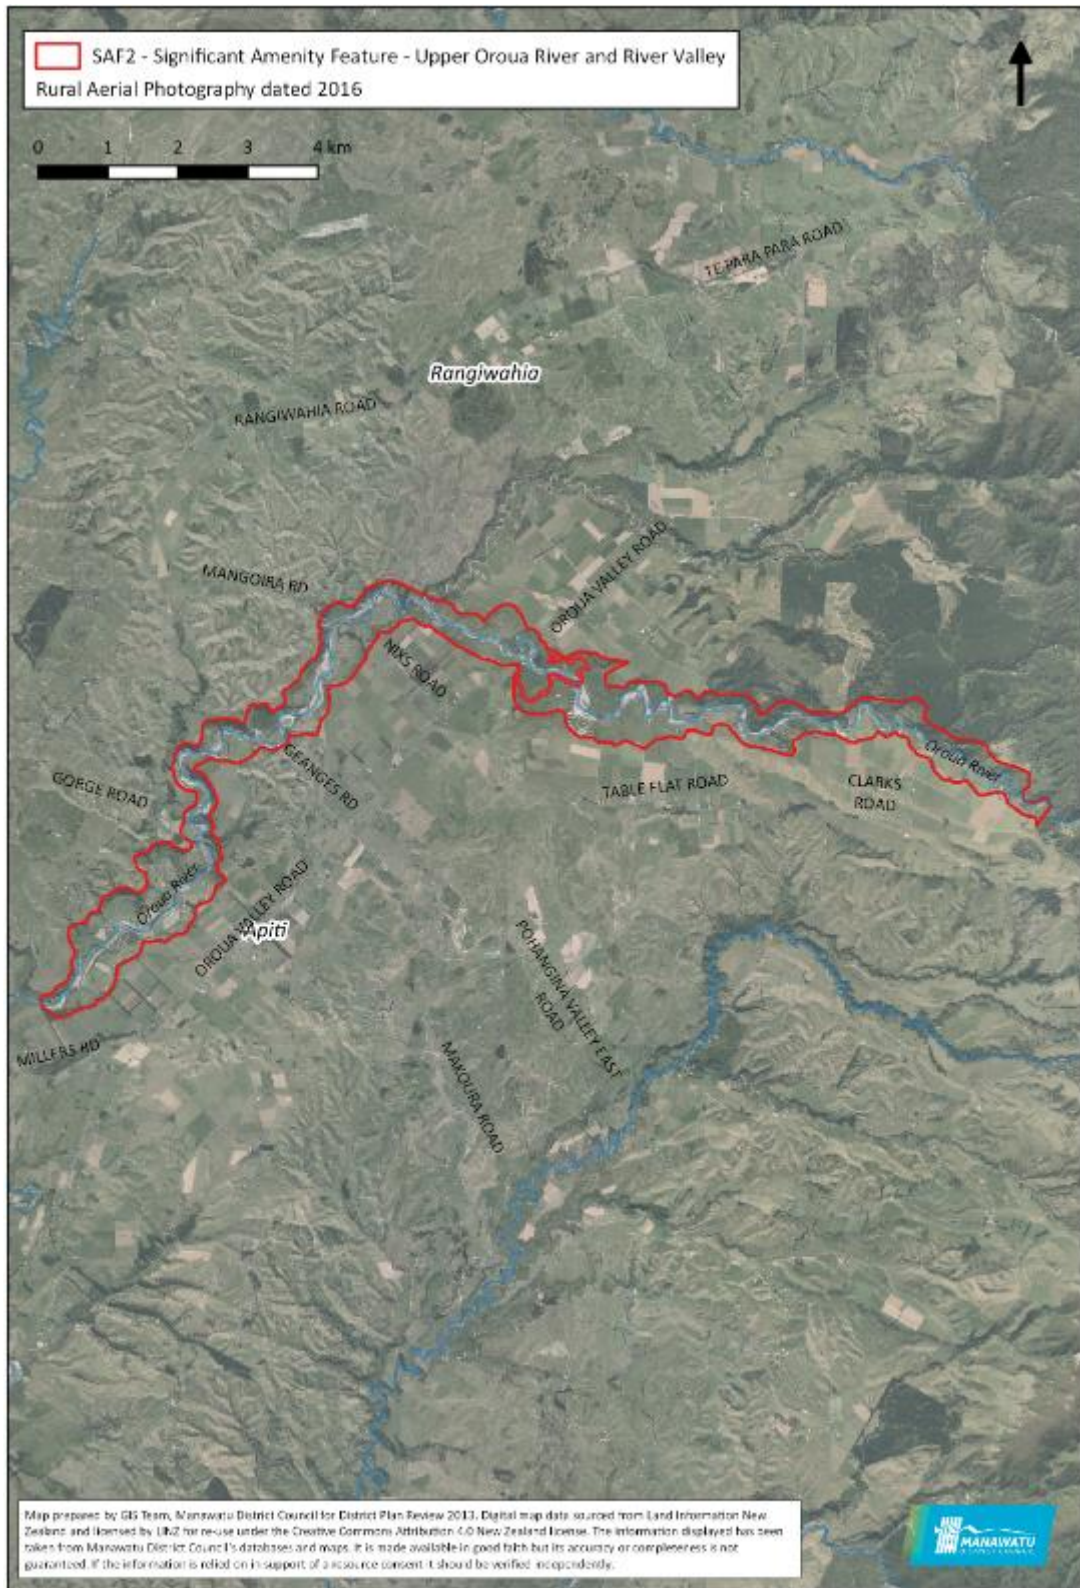 SAF2 - Significant Amenity Feature - Upper Oroua River and River Valley
Rural Aerial Photography dated 2016
0 1 2 3 4 km
TE PARA PARA ROAD
Rangiwahia
RANGIWAHIA ROAD
OROUA VALLEY ROAD
MANGOIRA RD
NIXS ROAD
GEANGES RD
Oroua River
GORGE ROAD
TABLE FLAT ROAD
CLARKS
ROAD
Oroua River
OROUA VALLEY ROAD
Apiti
POHANGINA VALLEY EAST
ROAD
MILLERS RD
MAKOURA ROAD
Map prepared by GIS Team, Manawatu District Council for District Plan Review 2013. Digital map data sourced from Land Information New
Zealand and licensed by LINZ for re-use under the Creative Commons Attribution 4.0 New Zealand license. The information displayed has been
taken from Manawatu District Council's databases and maps. It is made available in good faith but its accuracy or completeness is not
guaranteed. If the information is relied on in support of a resource consent it should be verified independently.
MANAWATU
DISTRICT COUNCIL